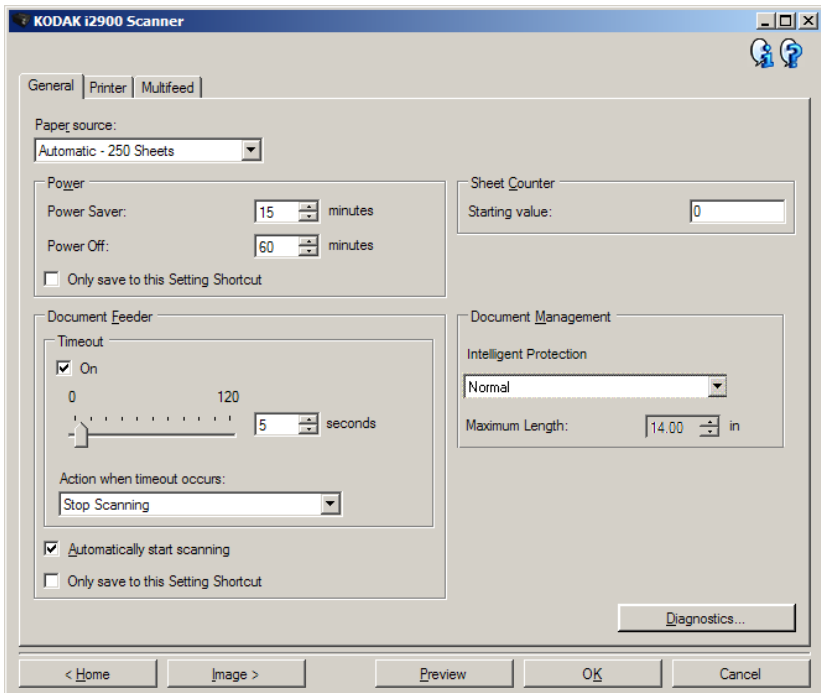 KODAK i2900 Scanner
General Printer Multifeed
Paper source:
Automatic - 250 Sheets
Power
Power Saver: 15 minutes
Power Off: 60 minutes
Only save to this Setting Shortcut
Sheet Counter
Starting value: 0
Document Feeder
Timeout
On
0 120
5 seconds
Action when timeout occurs:
Stop Scanning
Automatically start scanning
Only save to this Setting Shortcut
Document Management
Intelligent Protection
Normal
Maximum Length: 14.00 in
Diagnostics...
< Home Image > Preview OK Cancel